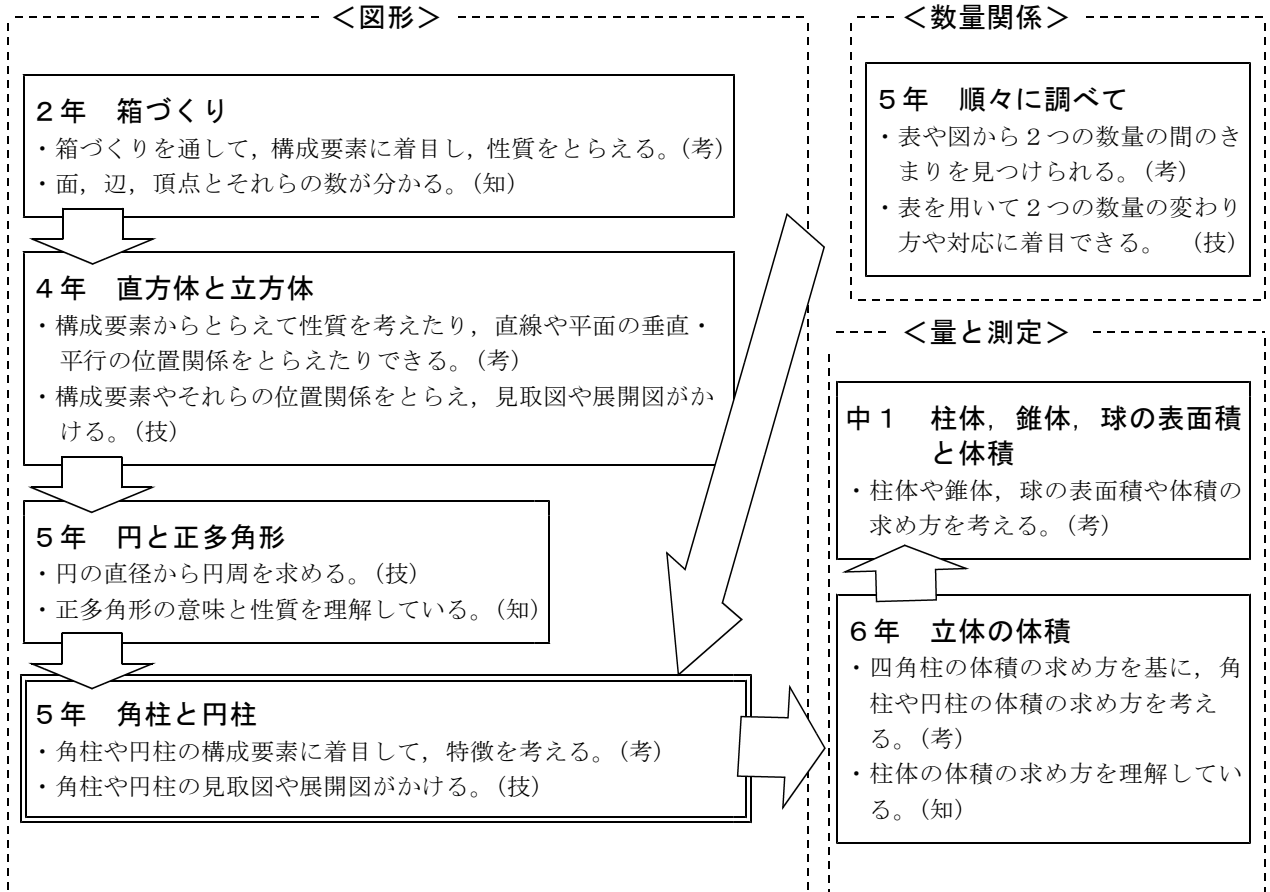 <図形>
2年 箱づくり
・箱づくりを通して,構成要素に着目し,性質をとらえる。(考)
・面,辺,頂点とそれらの数が分かる。(知)
4年 直方体と立方体
・構成要素からとらえて性質を考えたり,直線や平面の垂直・
平行の位置関係をとらえたりできる。(考)
・構成要素やそれらの位置関係をとらえ,見取図や展開図がか
ける。(技)
5年 円と正多角形
・円の直径から円周を求める。(技)
・正多角形の意味と性質を理解している。(知)
5年 角柱と円柱
・角柱や円柱の構成要素に着目して,特徴を考える。(考)
・角柱や円柱の見取図や展開図がかける。(技)
<数量関係>
5年 順々に調べて
・表や図から2つの数量の間のき
まりを見つけられる。(考)
・表を用いて2つの数量の変わり
方や対応に着目できる。 (技)
<量と測定>
中1 柱体,錐体,球の表面積
と体積
・柱体や錐体,球の表面積や体積の
求め方を考える。(考)
6年 立体の体積
・四角柱の体積の求め方を基に,角
柱や円柱の体積の求め方を考え
る。(考)
・柱体の体積の求め方を理解してい
る。(知)